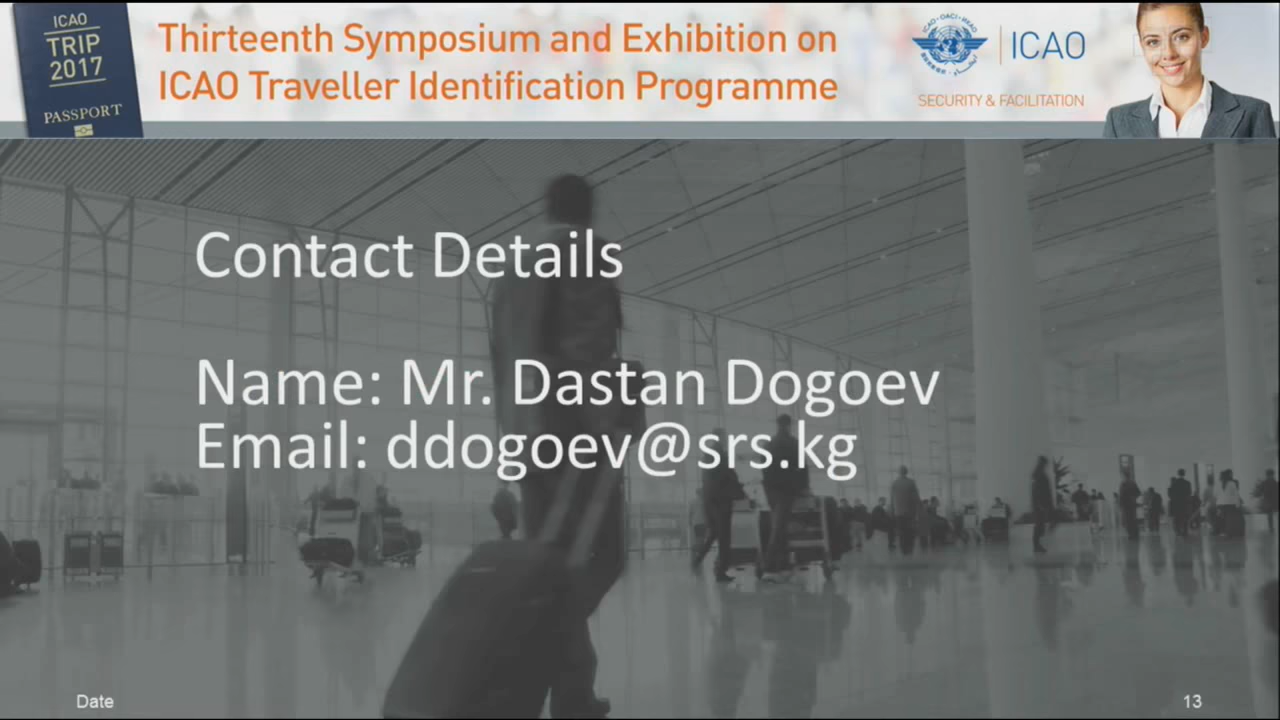 ICAO
TRIP
2017
PASSPORT
Thirteenth Symposium and Exhibition on
ICAO Traveller Identification Programme
ICAO
SECURITY & FACILITATION
Contact Details
Name: Mr. Dastan Dogoev
Email: ddogoev@srs.kg
Date
13